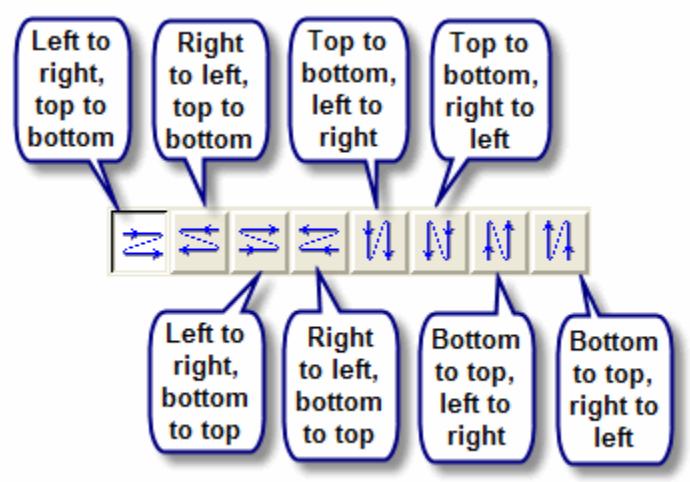 Left to
right,
top to
bottom
Right
to left,
top to
bottom
Top to
bottom,
left to
right
Top to
bottom,
right to
left
Left to
right,
bottom
to top
Right
to left,
bottom
to top
Bottom
to top,
left to
right
Bottom
to top,
right to
left